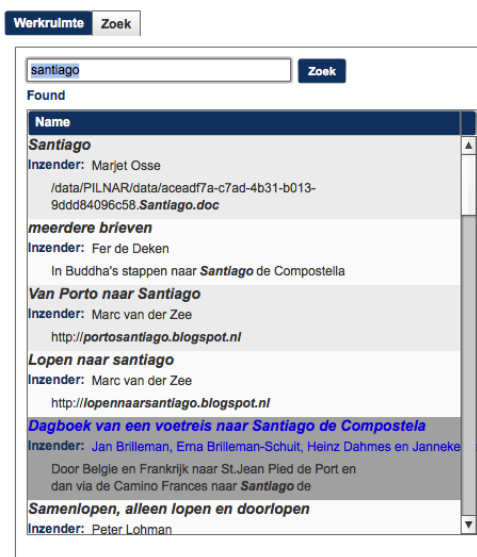 Werkruimte Zoek
santiago Zoek
Found
Name
Santiago
Inzender: Marjet Osse
/data/PILNAR/data/aceadf7a-c7ad-4b31-b013-
9ddd84096c58.Santiago.doc
meerdere brieven
Inzender: Fer de Deken
In Buddha's stappen naar Santiago de Compostella
Van Porto naar Santiago
Inzender: Marc van der Zee
http://portosantiago.blogspot.nl
Lopen naar santiago
Inzender: Marc van der Zee
http://lopennaarsantiago.blogspot.nl
Dagboek van een voetreis naar Santiago de Compostela
Inzender: Jan Brilleman, Erna Brilleman-Schuit, Heinz Dahmes en Janneke
Door Belgie en Frankrijk naar St.Jean Pied de Port en
dan via de Camino Frances naar Santiago de
Samenlopen, alleen lopen en doorlopen
Inzender: Peter Lohman